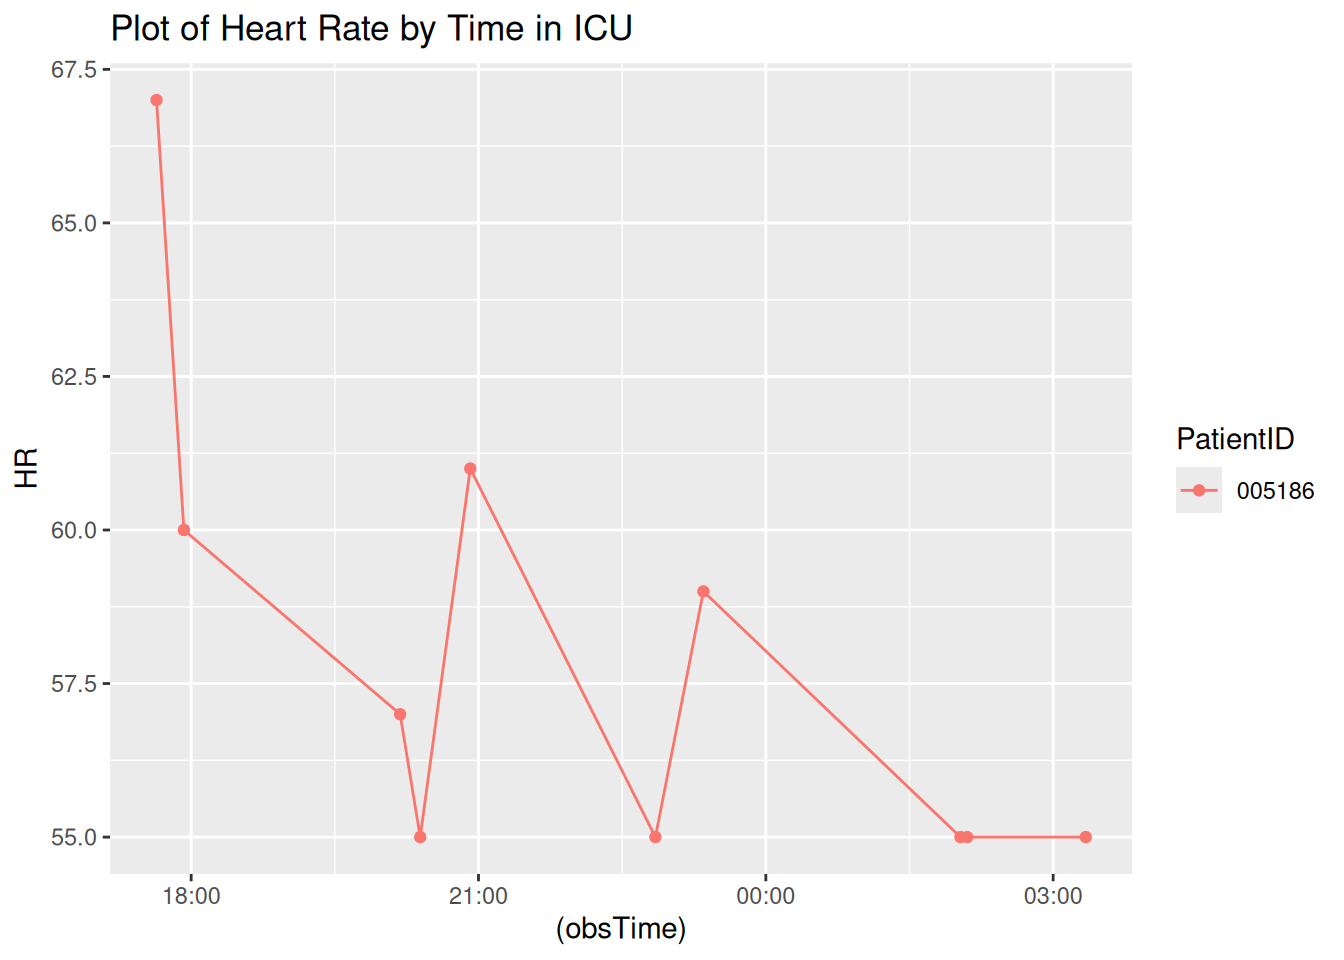 Plot of Heart Rate by Time in ICU
67.5
65.0
62.5
60.0
57.5
55.0
HR
18:00 21:00 00:00 03:00
(obsTime)
PatientID
005186